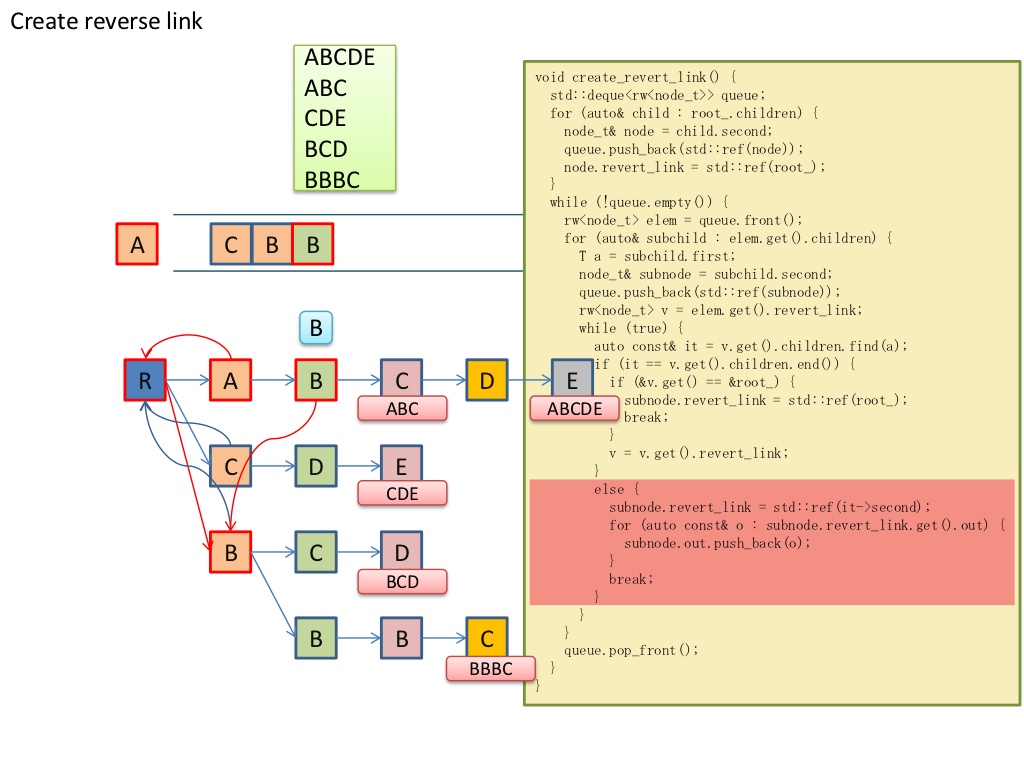 Create reverse link
ABCDE
ABC
CDE
BCD
BBBC
A
C B B
B
R A B C D E
ABC
ABCDE
C D E
CDE
B C D
BCD
B B C
BBBC
void create_revert_link() {
std::deque<rw<node_t>> queue;
for (auto& child : root_.children) {
node_t& node = child.second;
queue.push_back(std::ref(node));
node.revert_link = std::ref(root_);
}
while (!queue.empty()) {
rw<node_t> elem = queue.front();
for (auto& subchild : elem.get().children) {
T a = subchild.first;
node_t& subnode = subchild.second;
queue.push_back(std::ref(subnode));
rw<node_t> v = elem.get().revert_link;
while (true) {
auto const& it = v.get().children.find(a);
if (it == v.get().children.end()) {
if (&v.get() == &root_) {
subnode.revert_link = std::ref(root_);
break;
}
v = v.get().revert_link;
}
else {
subnode.revert_link = std::ref(it->second);
for (auto const& o : subnode.revert_link.get().out) {
subnode.out.push_back(o);
}
break;
}
}
}
queue.pop_front();
}
}